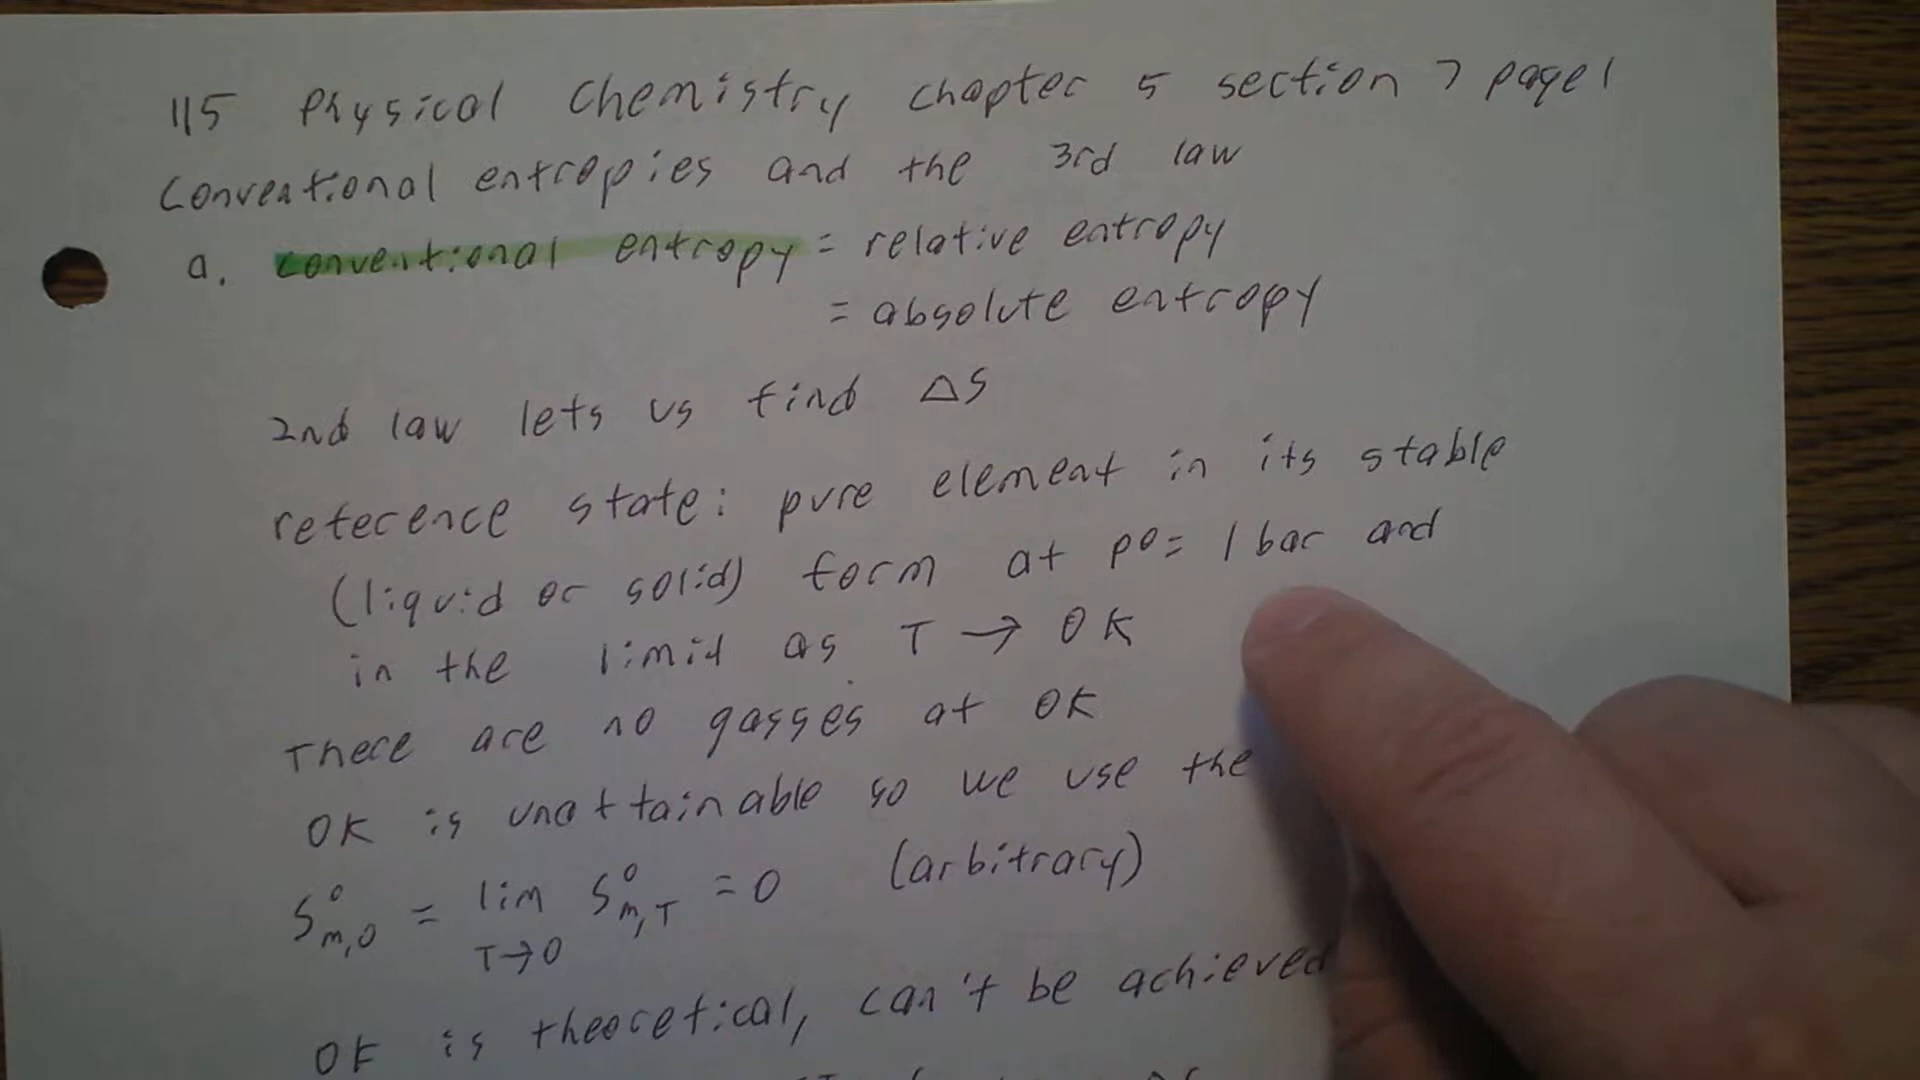 115 Physical Chemistry chapter 5 section 7 page 1
Conventional entropies and the 3rd law
a. conventional entropy = relative entropy
= absolute entropy
2nd law lets us find ΔS
reference state: pure element in its stable
(liquid or solid) form at P° = 1 bar and
in the limit as T → 0K
There are no gasses at 0K
0K is unattainable so we use the
S°m,0 = lim T→0 S°m,T = 0 (arbitrary)
0K is theoretical, can't be achieved